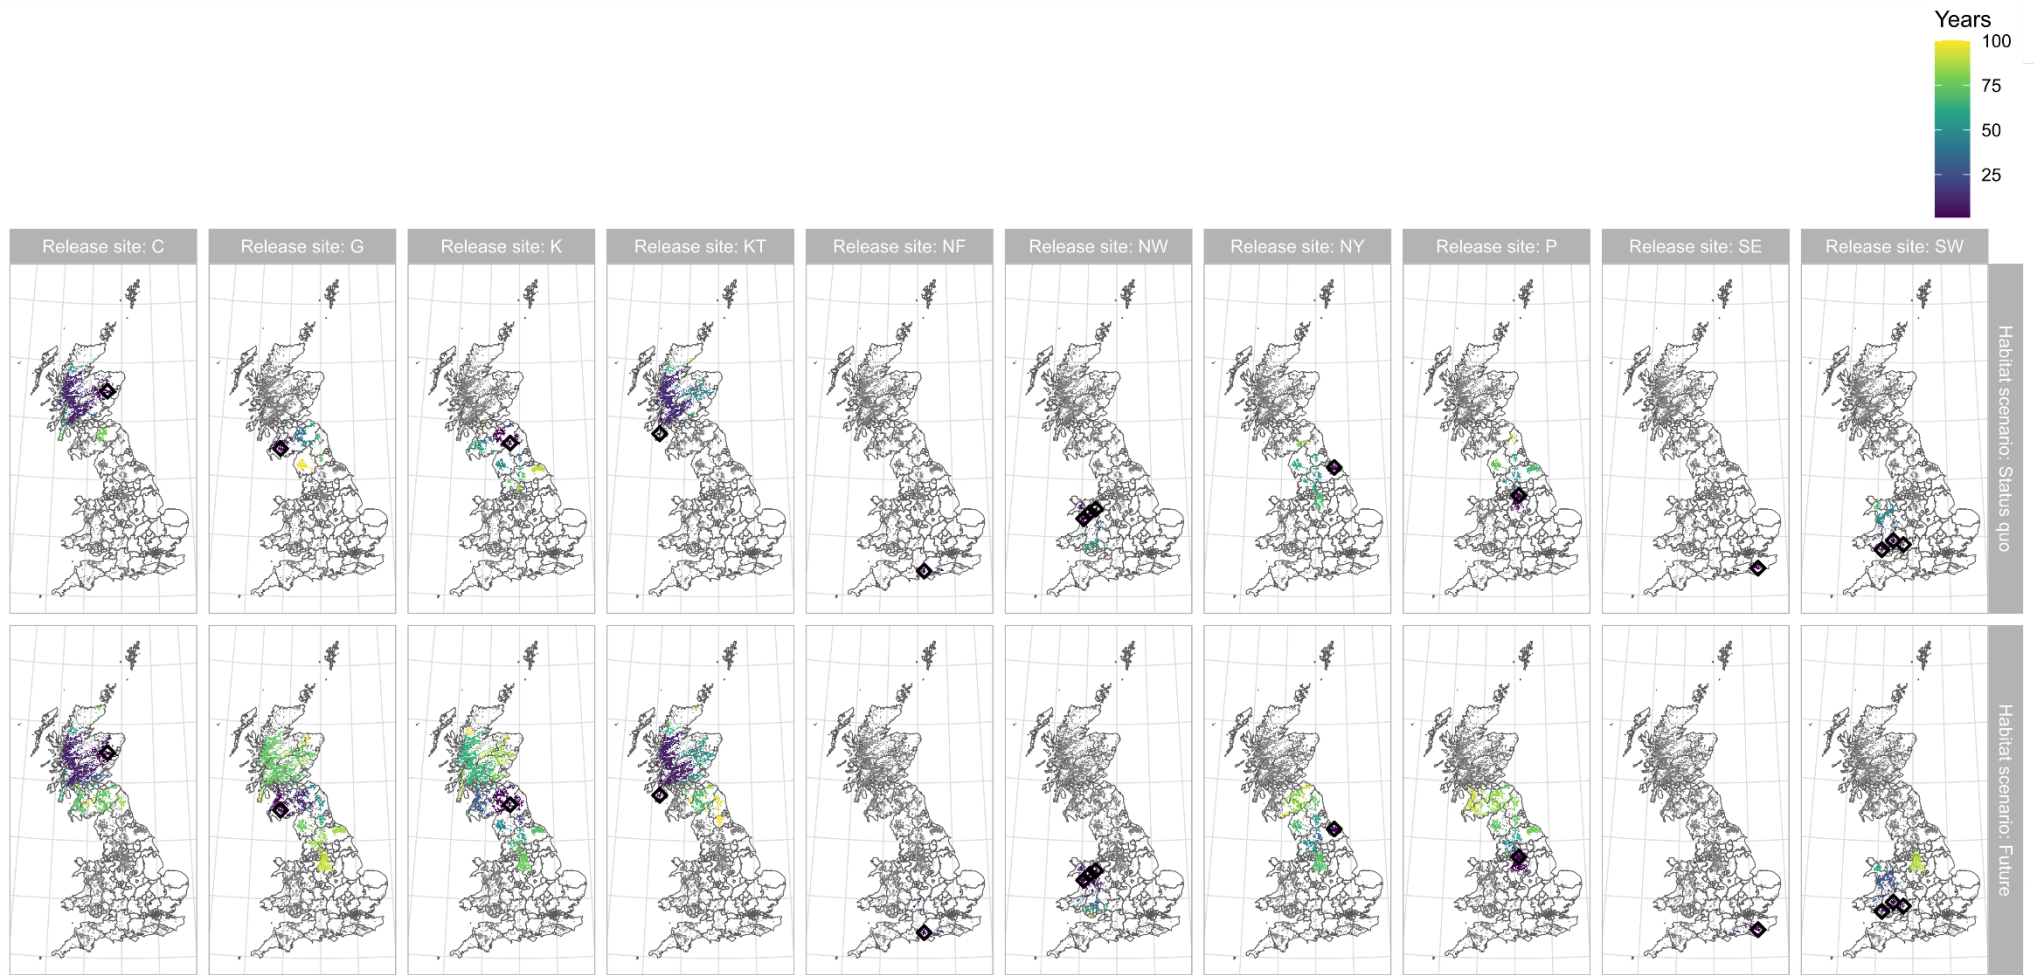 Years
100
75
50
25
Release site: C
Release site: G
Release site: K
Release site: KT
Release site: NF
Release site: NW
Release site: NY
Release site: P
Release site: SE
Release site: SW
Habitat scenario: Status quo
Habitat scenario: Future